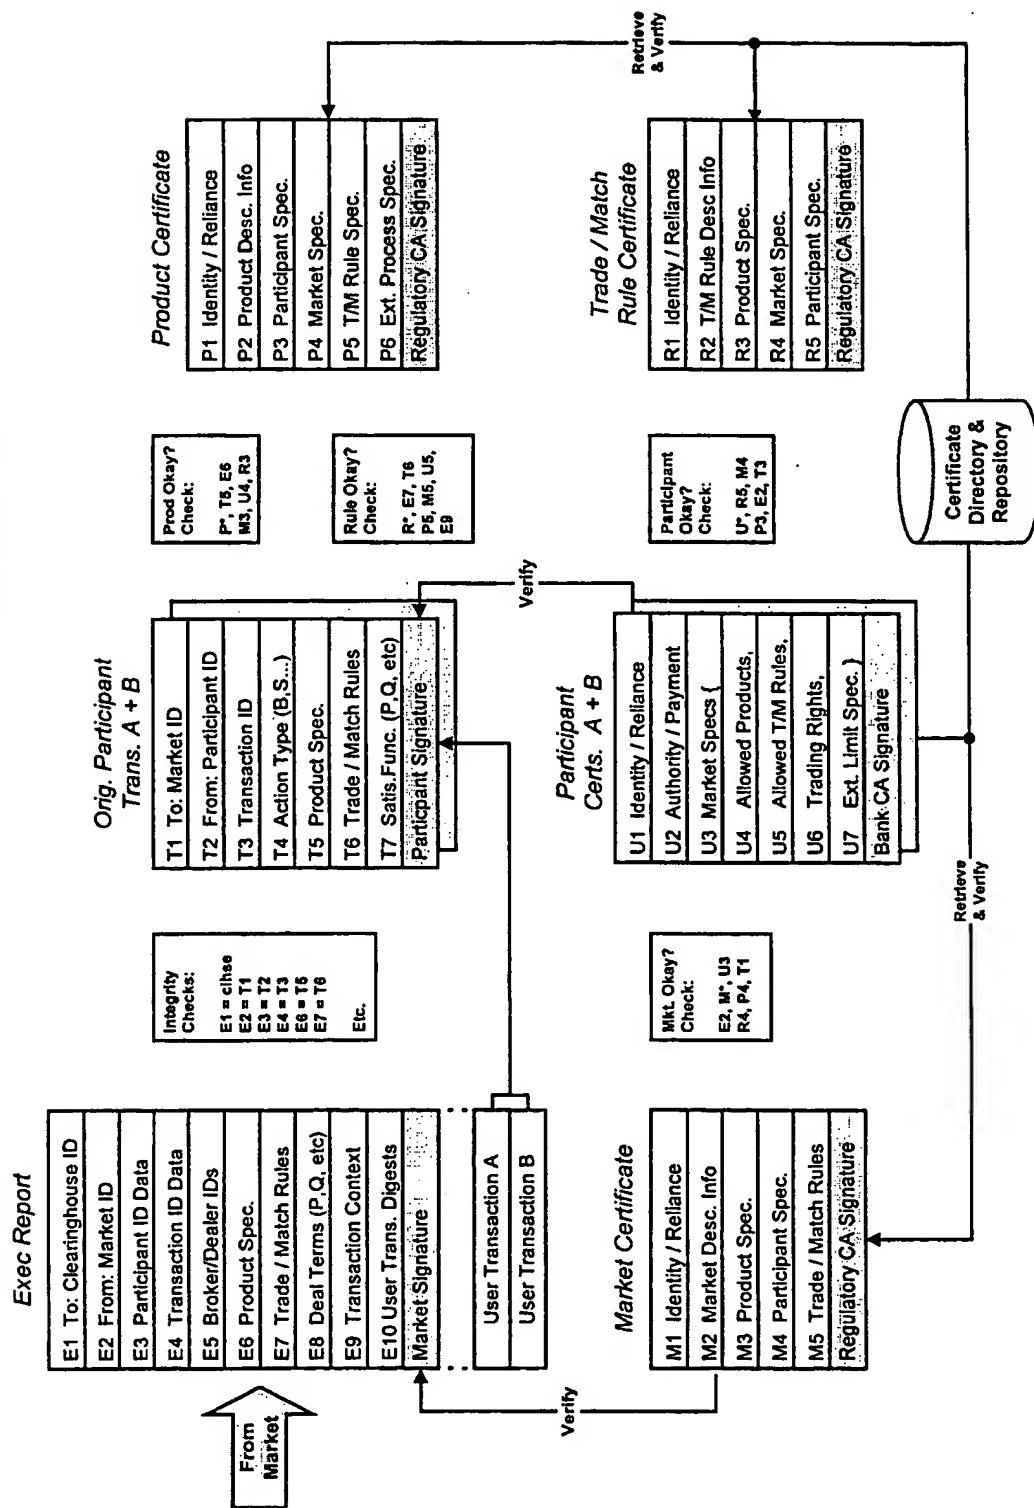 Exec Report
E1 To: Clearinghouse ID
E2 From: Market ID
E3 Participant ID Data
E4 Transaction ID Data
E5 Broker/Dealer IDs
E6 Product Spec.
E7 Trade / Match Rules
E8 Deal Terms (P,Q, etc)
E9 Transaction Context
E10 User Trans. Digests
Market Signature
User Transaction A
User Transaction B
From
Market
Verify
Integrity
Checks:
E1 = clhse
E2 = T1
E3 = T2
E4 = T3
E6 = T5
E7 = T6
Etc.
Orig. Participant
Trans. A + B
T1 To: Market ID
T2 From: Participant ID
T3 Transaction ID
T4 Action Type (B,S...)
T5 Product Spec.
T6 Trade / Match Rules
T7 Satis.Func. (P,Q, etc)
Particpant Signature
Verify
Prod Okay?
Check:
P*, T5, E6
M3, U4, R3
Rule Okay?
Check:
R*, E7, T6
P5, M5, U5,
E9
Product Certificate
P1 Identity / Reliance
P2 Product Desc. Info
P3 Participant Spec.
P4 Market Spec.
P5 T/M Rule Spec.
P6 Ext. Process Spec.
Regulatory CA Signature
Retrieve
& Verify
Market Certificate
M1 Identity / Reliance
M2 Market Desc. Info
M3 Product Spec.
M4 Participant Spec.
M5 Trade / Match Rules
Regulatory CA Signature
Mkt. Okay?
Check:
E2, M*, U3
R4, P4, T1
Retrieve
& Verify
Participant
Certs. A + B
U1 Identity / Reliance
U2 Authority / Payment
U3 Market Specs {
U4 Allowed Products,
U5 Allowed T/M Rules,
U6 Trading Rights,
U7 Ext. Limit Spec. }
Bank CA Signature
Participant
Okay?
Check:
U*, R5, M4
P3, E2, T3
Certificate
Directory &
Repository
Trade / Match
Rule Certificate
R1 Identity / Reliance
R2 T/M Rule Desc Info
R3 Product Spec.
R4 Market Spec.
R5 Participant Spec.
Regulatory CA Signature